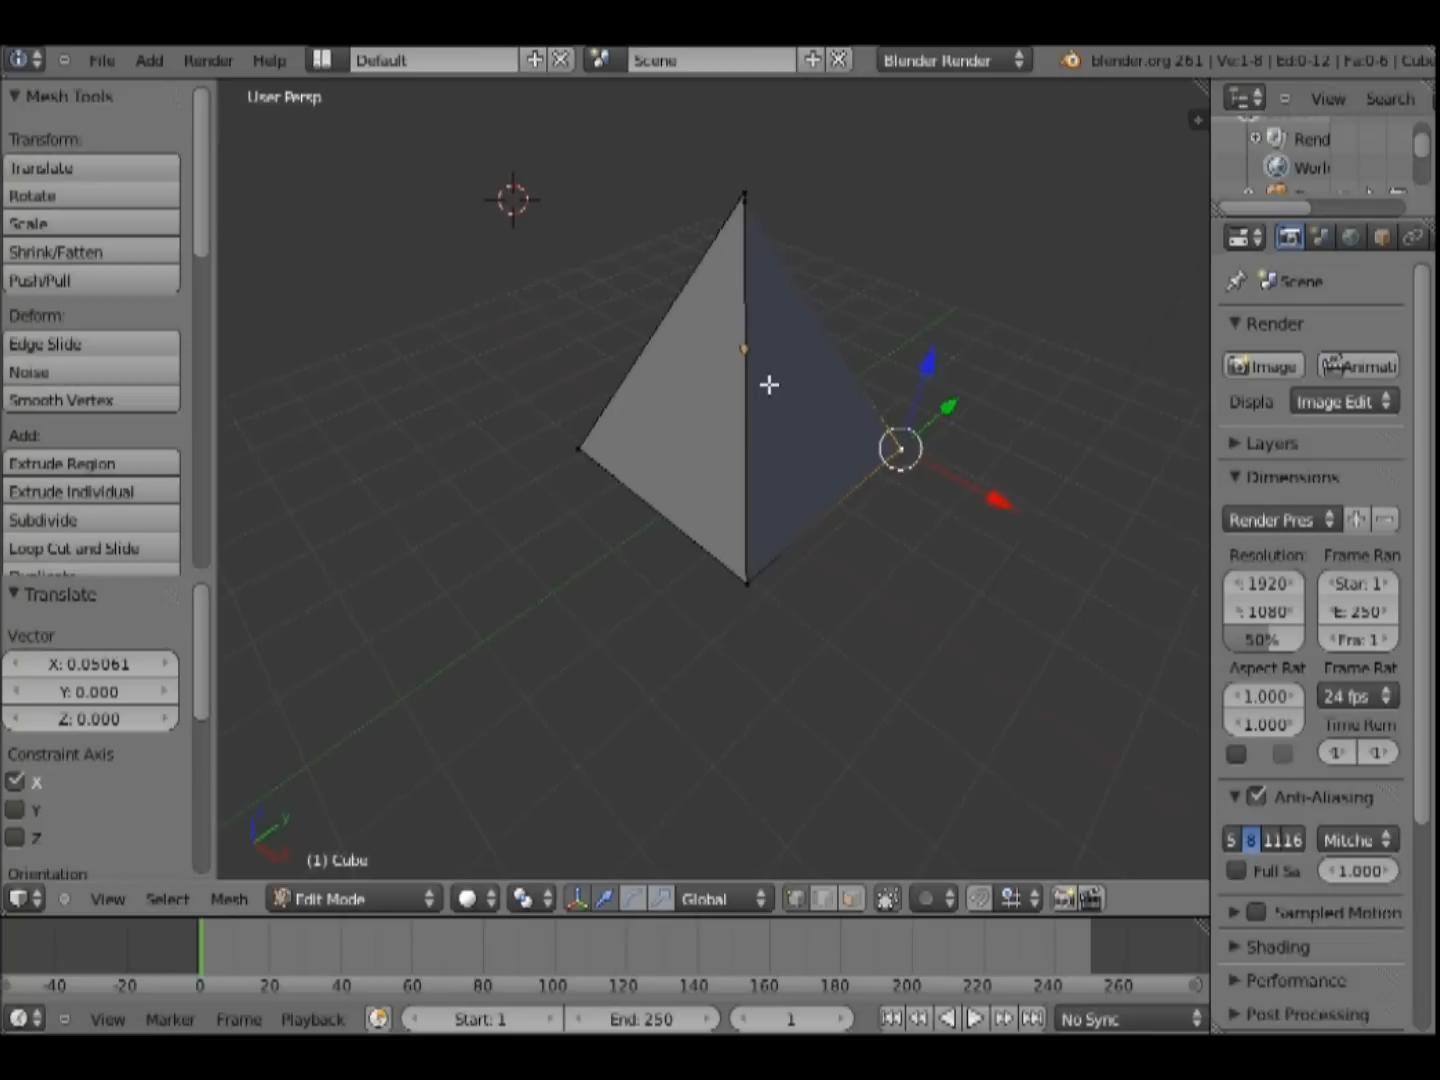 File Add Render Help Default Scene Blender Render blender.org 261 | Ve:1-8 | Ed:0-12 | Fa:0-6 | Cub
Mesh Tools
User Persp
View Search
Transform:
Rend
Translate
Worl
Rotate
Scale
Shrink/Fatten
Push/Pull
Scene
Deform:
Render
Edge Slide
Image Animati
Noise
Displa Image Edit
Smooth Vertex
Add:
Layers
Extrude Region
Dimensions
Extrude Individual
Render Pres
Subdivide
Loop Cut and Slide
Resolution: Frame Ran
Duplicate
1920 Star: 1
Translate
1080 E: 250
Vector
50% Fra: 1
X: 0.05061
Aspect Rat Frame Rat
Y: 0.000
1.000 24 fps
Z: 0.000
1.000 Time Rem
Constraint Axis
1 1
X
Anti-Aliasing
Y
5 8 11 16 Mitche
Z
Full Sa 1.000
Orientation
(1) Cube
View Select Mesh Edit Mode Global
Sampled Motion
Shading
-40 -20 0 20 40 60 80 100 120 140 160 180 200 220 240 260
Performance
View Marker Frame Playback Start: 1 End: 250 1 No Sync
Post Processing